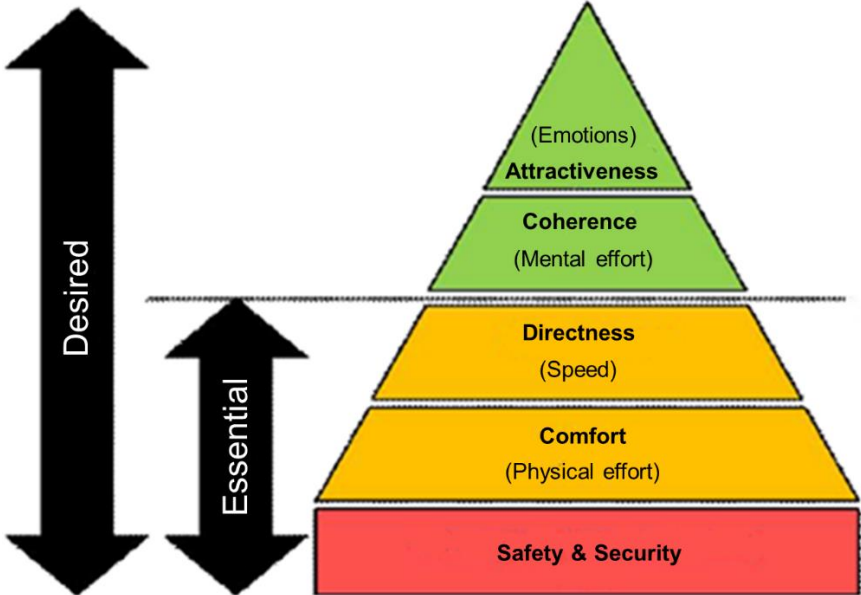 Desired
Essential
(Emotions)
Attractiveness
Coherence
(Mental effort)
Directness
(Speed)
Comfort
(Physical effort)
Safety & Security